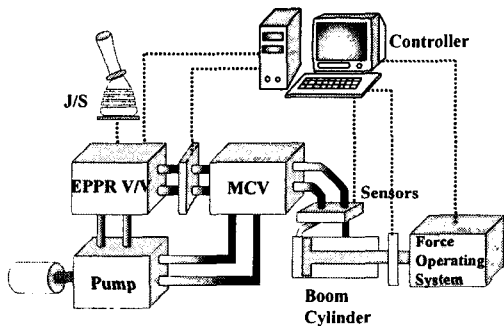 Controller
J/S
EPPR V/V
MCV
Sensors
Pump
Force
Operating
System
Boom
Cylinder